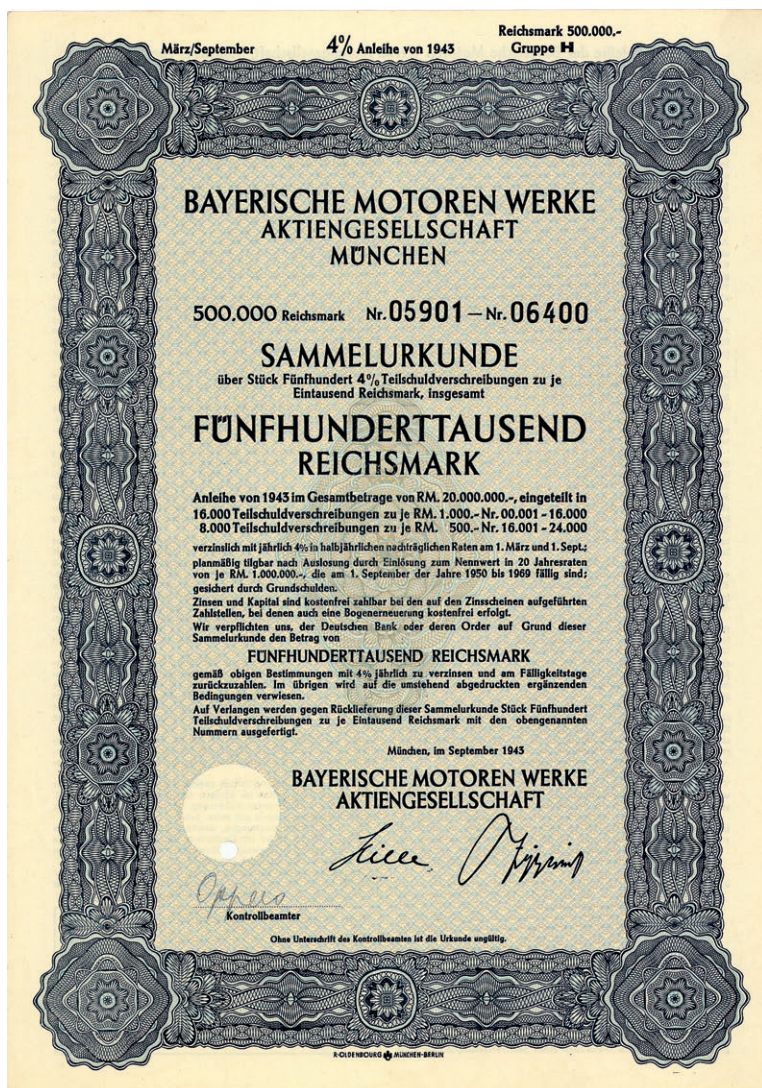 März/September
4% Anleihe von 1943
Reichsmark 500.000.-
Gruppe H
BAYERISCHE MOTOREN WERKE
AKTIENGESELLSCHAFT
MÜNCHEN
500.000 Reichsmark Nr. 05901 – Nr. 06400
SAMMELURKUNDE
über Stück Fünfhundert 4% Teilschuldverschreibungen zu je
Eintausend Reichsmark, insgesamt
FÜNFHUNDERTTAUSEND
REICHSMARK
Anleihe von 1943 im Gesamtbetrage von RM. 20.000.000.-, eingeteilt in
16.000 Teilschuldverschreibungen zu je RM. 1.000.- Nr. 00.001 - 16.000
8.000 Teilschuldverschreibungen zu je RM. 500.- Nr. 16.001 - 24.000
verzinslich mit jährlich 4% in halbjährlichen nachträglichen Raten am 1. März und 1. Sept.;
planmäßig tilgbar nach Auslosung durch Einlösung zum Nennwert in 20 Jahresraten
von je RM. 1.000.000.-, die am 1. September der Jahre 1950 bis 1969 fällig sind;
gesichert durch Grundschulden.
Zinsen und Kapital sind kostenfrei zahlbar bei den auf den Zinsscheinen aufgeführten
Zahlstellen, bei denen auch eine Bogenerneuerung kostenfrei erfolgt.
Wir verpflichten uns, der Deutschen Bank oder deren Order auf Grund dieser
Sammelurkunde den Betrag von
FÜNFHUNDERTTAUSEND REICHSMARK
gemäß obigen Bestimmungen mit 4% jährlich zu verzinsen und am Fälligkeitstage
zurückzuzahlen. Im übrigen wird auf die umstehend abgedruckten ergänzenden
Bedingungen verwiesen.
Auf Verlangen werden gegen Rücklieferung dieser Sammelurkunde Stück Fünfhundert
Teilschuldverschreibungen zu je Eintausend Reichsmark mit den obengenannten
Nummern ausgefertigt.
München, im September 1943
BAYERISCHE MOTOREN WERKE
AKTIENGESELLSCHAFT
Hille
Kontrollbeamter
Ohne Unterschrift des Kontrollbeamten ist die Urkunde ungültig.
R·OLDENBOURG MÜNCHEN-BERLIN